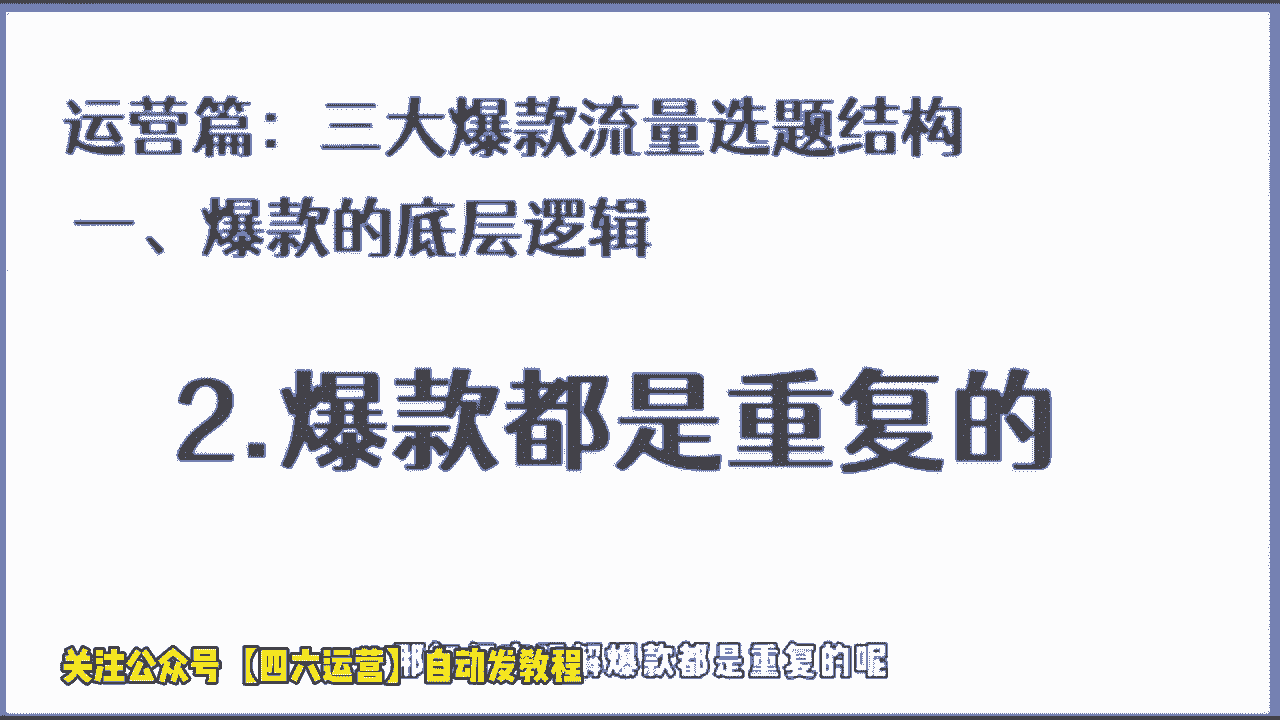 运营篇：三大爆款流量选题结构
一、爆款的底层逻辑
2.爆款都是重复的
关注公众号【四六运营】自动发教程
爆款都是重复的呢